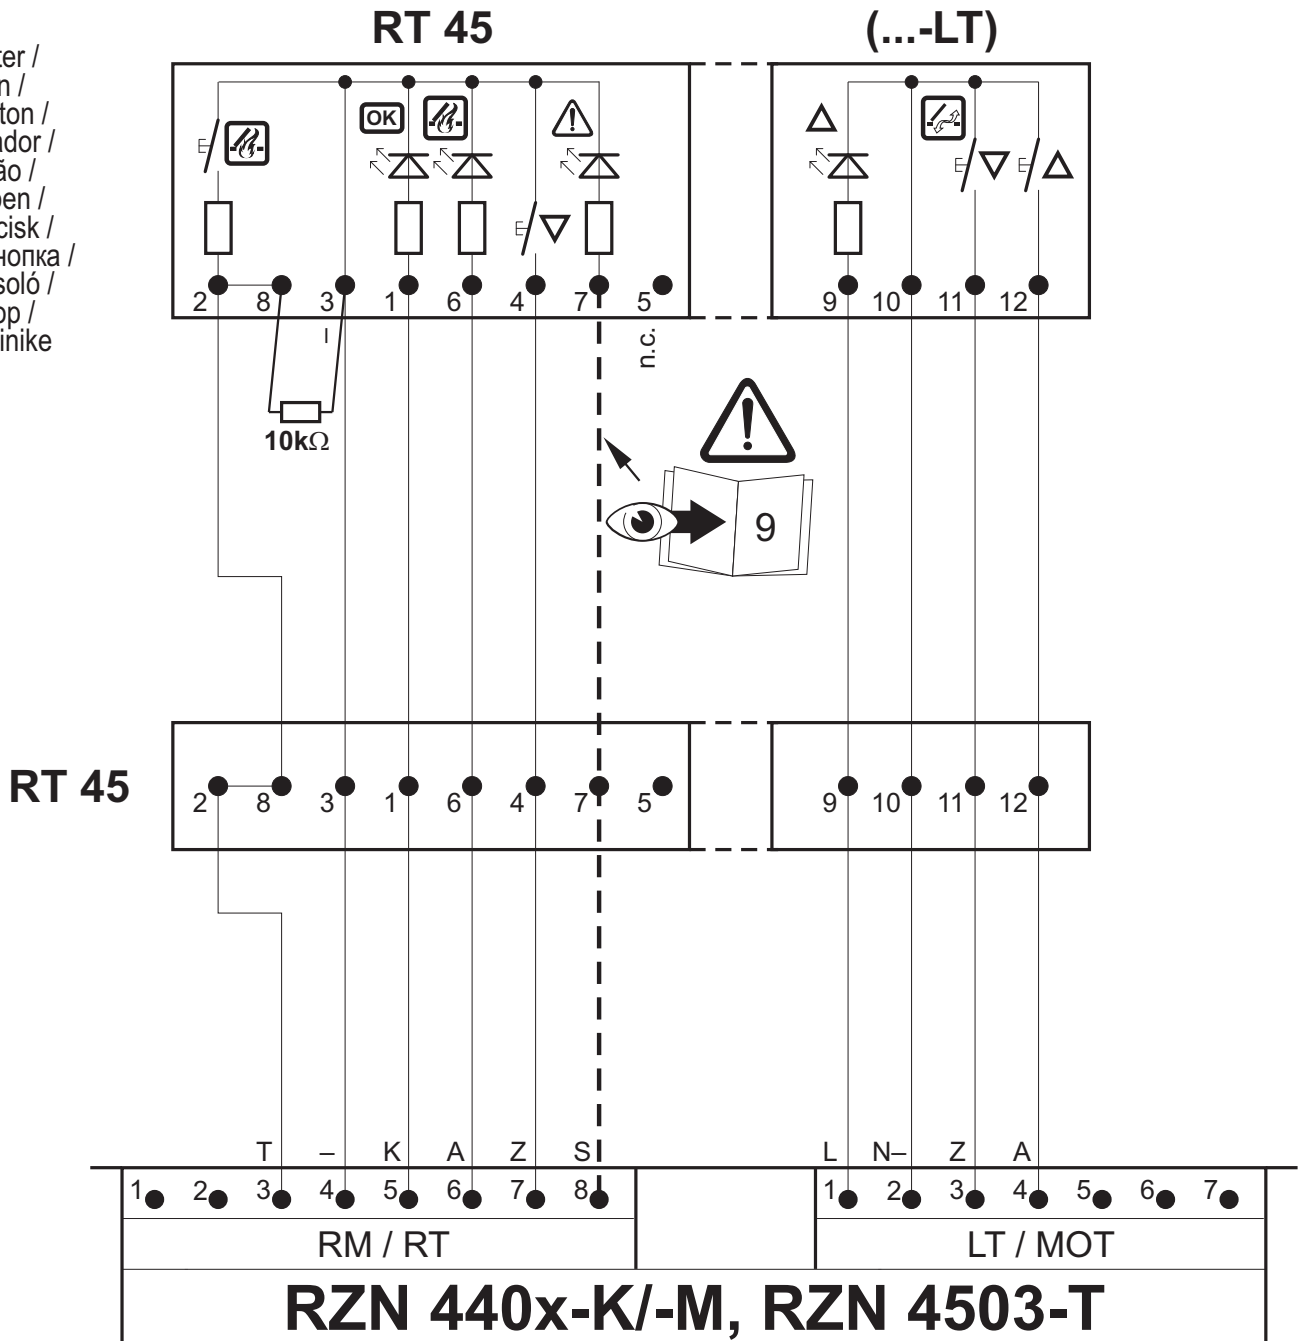 RT 45 (...-LT)
ter /
n /
ton /
ador /
ão /
pen /
cisk /
нопка /
soló /
op /
inike
OK
2 8 3 1 6 4 7 5 9 10 11 12
n.c.
10kΩ
9
RT 45
2 8 3 1 6 4 7 5 9 10 11 12
T – K A Z S L N– Z A
1 2 3 4 5 6 7 8 1 2 3 4 5 6 7
RM / RT LT / MOT
RZN 440x-K/-M, RZN 4503-T